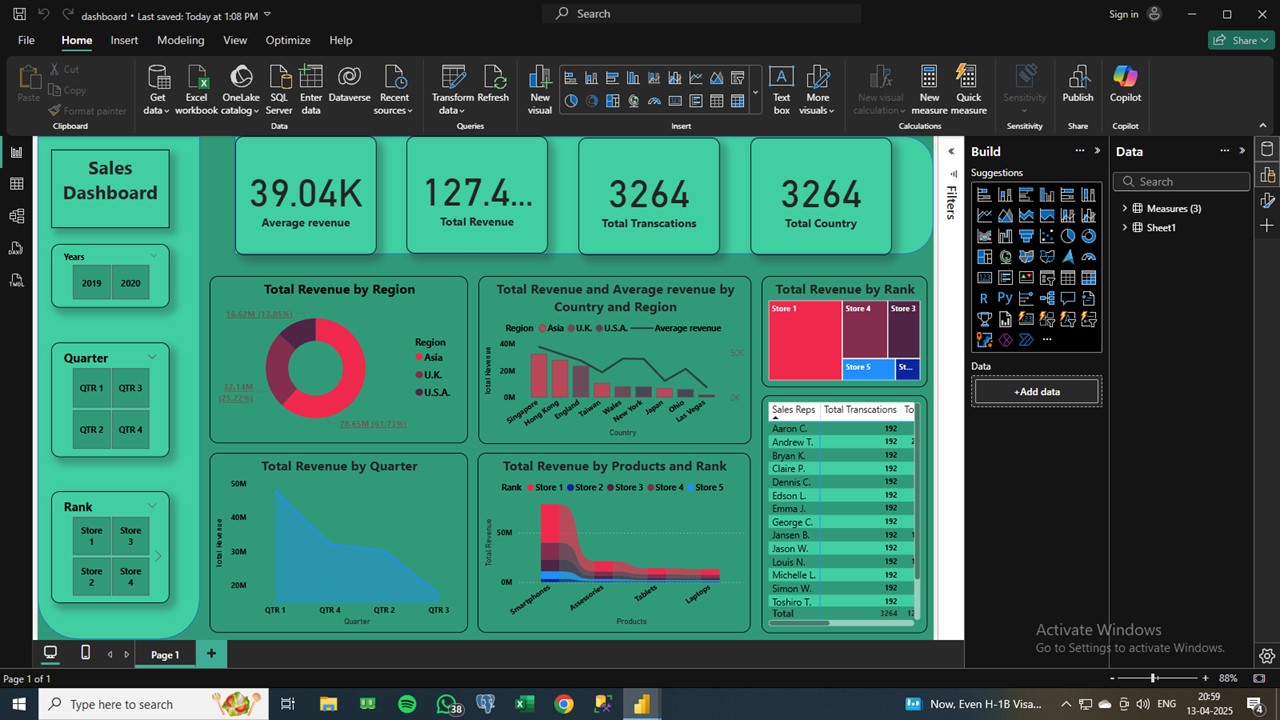 dashboard • Last saved: Today at 1:08 PM
Search
Sign in
File
Home
Insert
Modeling
View
Optimize
Help
Share
Paste
Cut
Copy
Format painter
Clipboard
Get data
Excel workbook
OneLake catalog
SQL Server
Enter data
Dataverse
Recent sources
Data
Transform data
Refresh
Queries
New visual
Text box
More visuals
Insert
New visual calculation
New measure
Quick measure
Calculations
Sensitivity
Sensitivity
Publish
Share
Copilot
Copilot
Sales
Dashboard
39.04K
Average revenue
127.4...
Total Revenue
3264
Total Transcations
3264
Total Country
Years
2019
2020
Quarter
QTR 1
QTR 3
QTR 2
QTR 4
Rank
Store 1
Store 3
Store 2
Store 4
Total Revenue by Region
16.62M (13.05%)
32.14M
(25.22%)
78.65M (61.73%)
Region
Asia
U.K.
U.S.A.
Total Revenue and Average revenue by
Country and Region
Region Asia U.K. U.S.A. Average revenue
Total Revenue
40M
20M
0M
50K
0K
Singapore
Hong Kong
England
Taiwan
Wales
New York
Japan
Ohio
Las Vegas
Country
Total Revenue by Rank
Store 1
Store 4
Store 3
Store 5
St...
Total Revenue by Quarter
Total Revenue
50M
40M
30M
20M
QTR 1
QTR 4
QTR 2
QTR 3
Quarter
Total Revenue by Products and Rank
Rank Store 1 Store 2 Store 3 Store 4 Store 5
Total Revenue
50M
0M
Smartphones
Assessories
Tablets
Laptops
Products
Sales Reps Total Transcations To
Aaron C. 192
Andrew T. 192 2
Bryan K. 192
Claire P. 192
Dennis C. 192
Edson L. 192
Emma J. 192
George C. 192
Jansen B. 192 1
Jason W. 192
Louis N. 192 1
Michelle L. 192
Simon W. 192
Toshiro T. 192
Total 3264 12
Filters
Build
Suggestions
R
Py
Data
+Add data
Data
Search
Measures (3)
Sheet1
Activate Windows
Go to Settings to activate Windows.
Page 1
Page 1 of 1
88%
Type here to search
38
Now, Even H-1B Visa...
ENG
20:59
13-04-2025
4